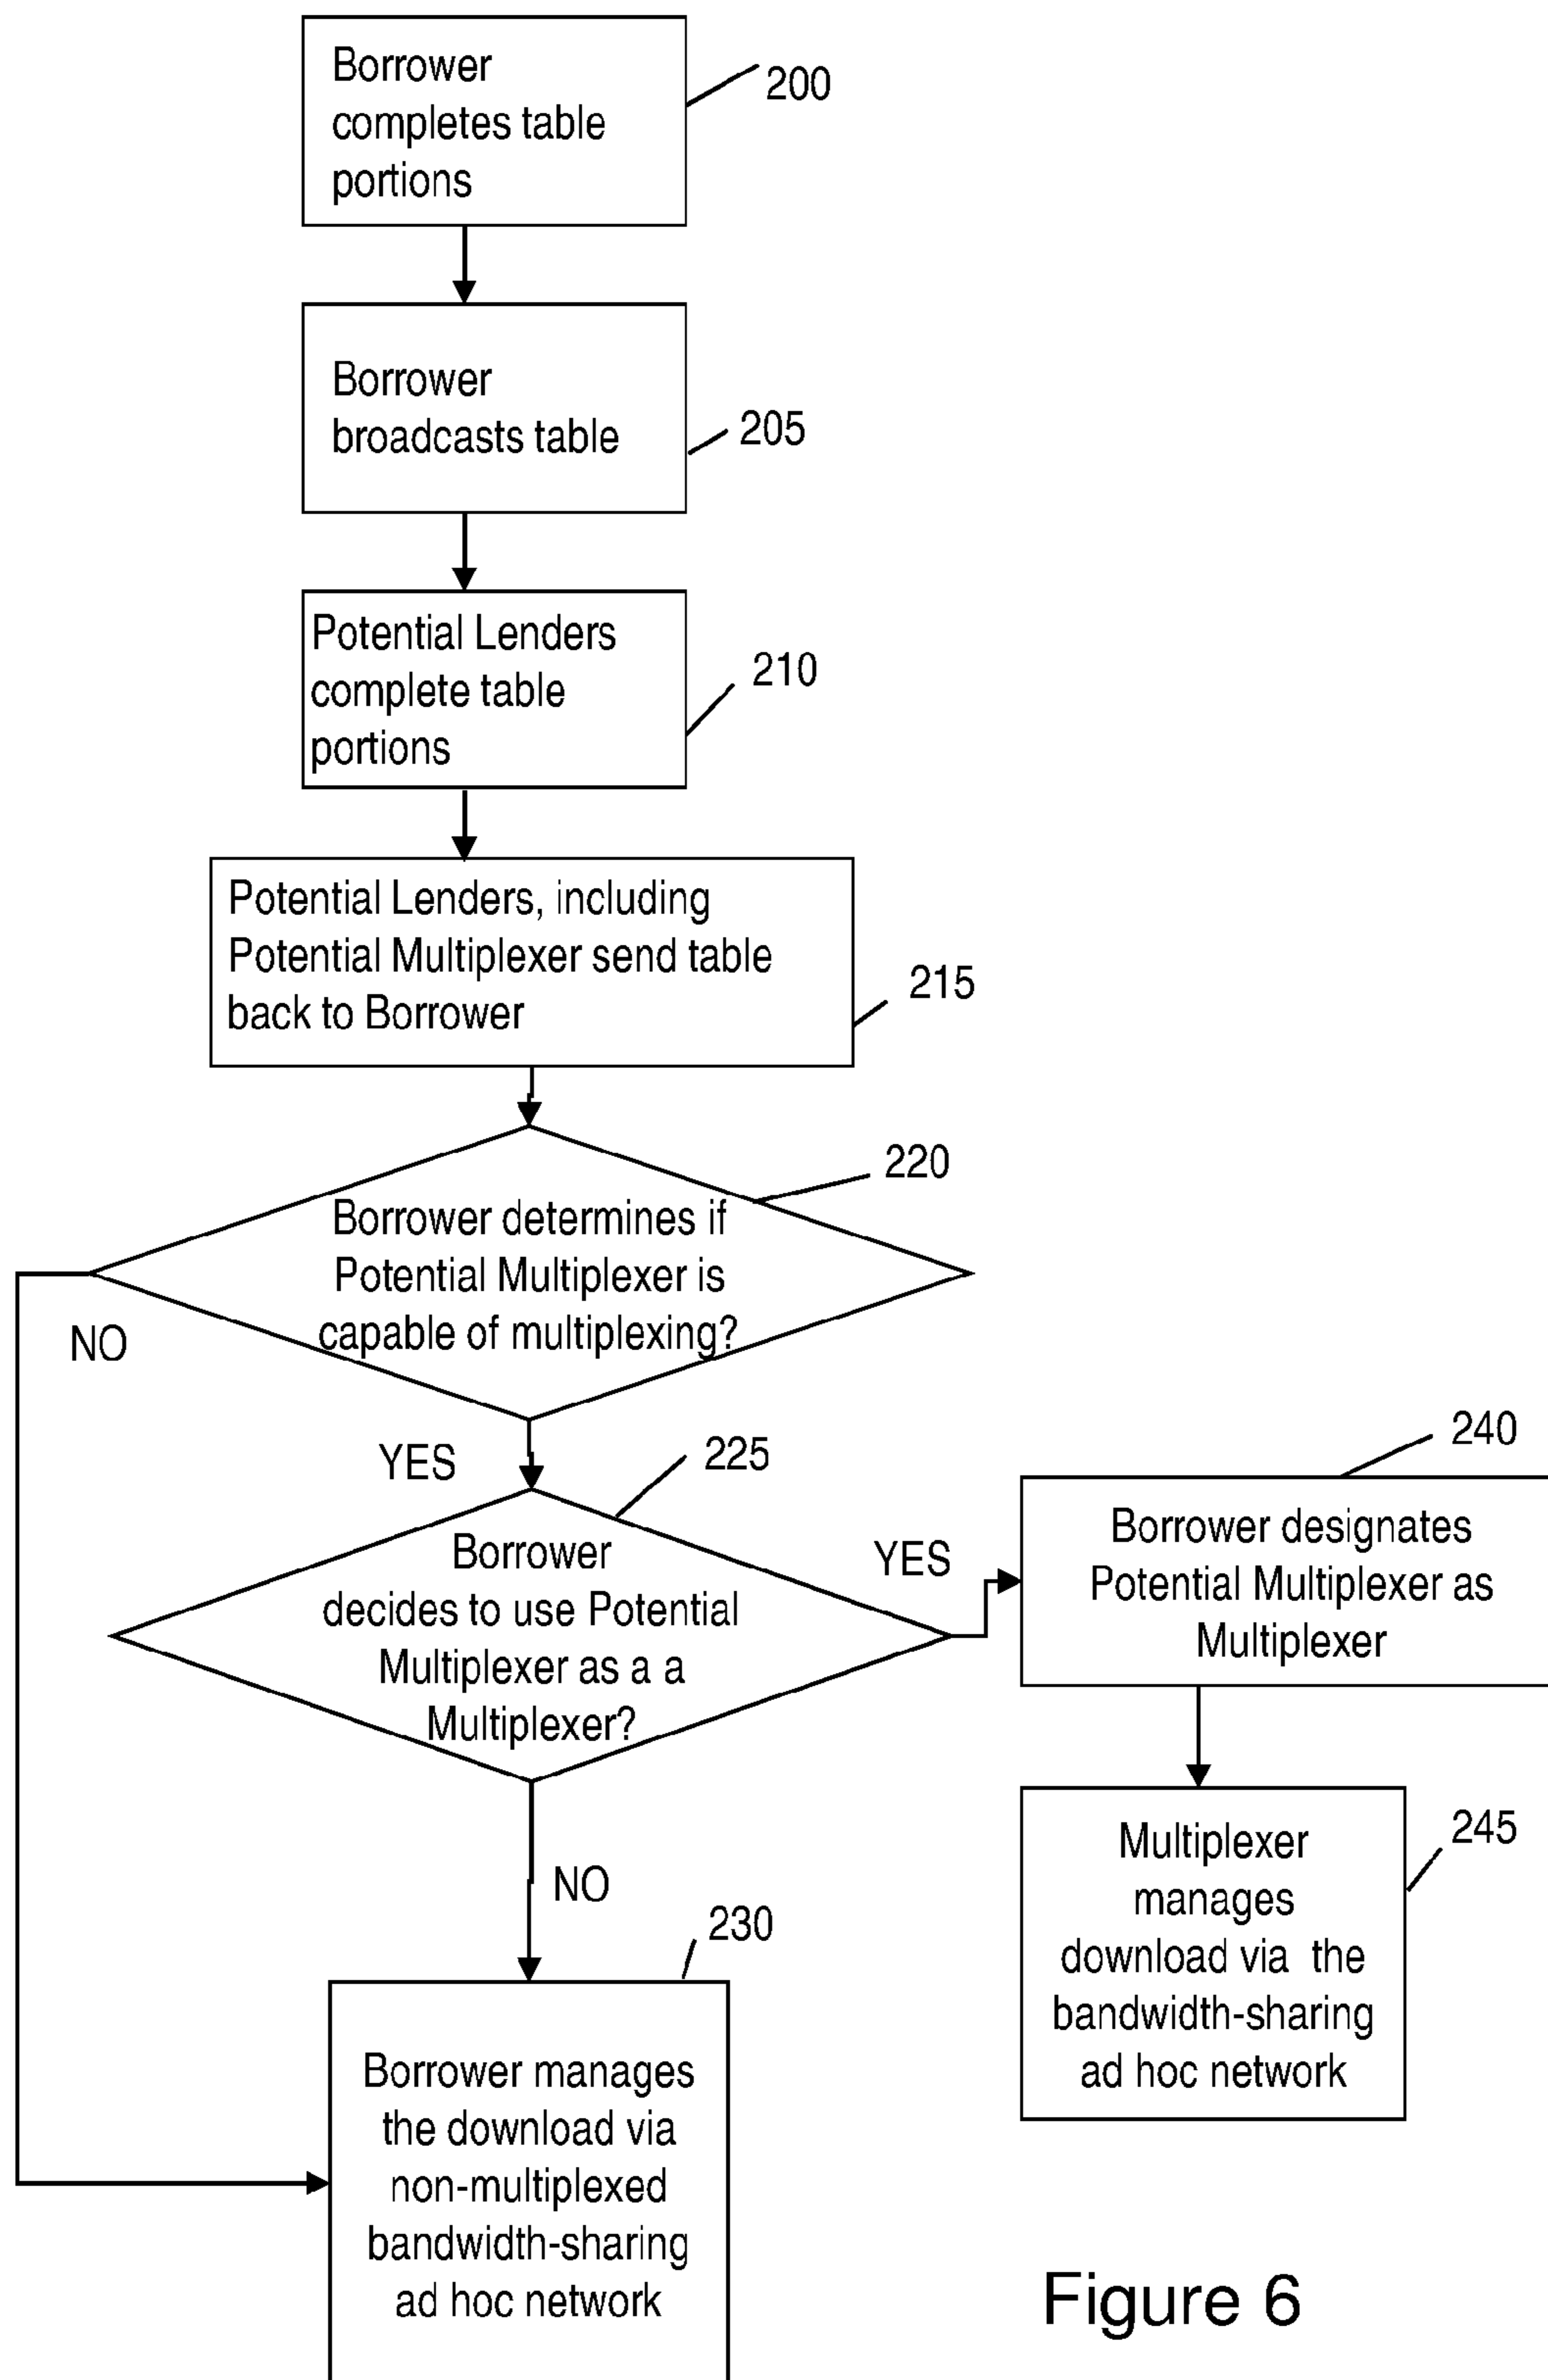 Borrower
completes table
portions
200
Borrower
broadcasts table
205
Potential Lenders
complete table
portions
210
Potential Lenders, including
Potential Multiplexer send table
back to Borrower
215
220
Borrower determines if
Potential Multiplexer is
capable of multiplexing?
NO
YES
225
Borrower
decides to use Potential
Multiplexer as a a
Multiplexer?
YES
240
Borrower designates
Potential Multiplexer as
Multiplexer
NO
245
Multiplexer
manages
download via the
bandwidth-sharing
ad hoc network
230
Borrower manages
the download via
non-multiplexed
bandwidth-sharing
ad hoc network
Figure 6